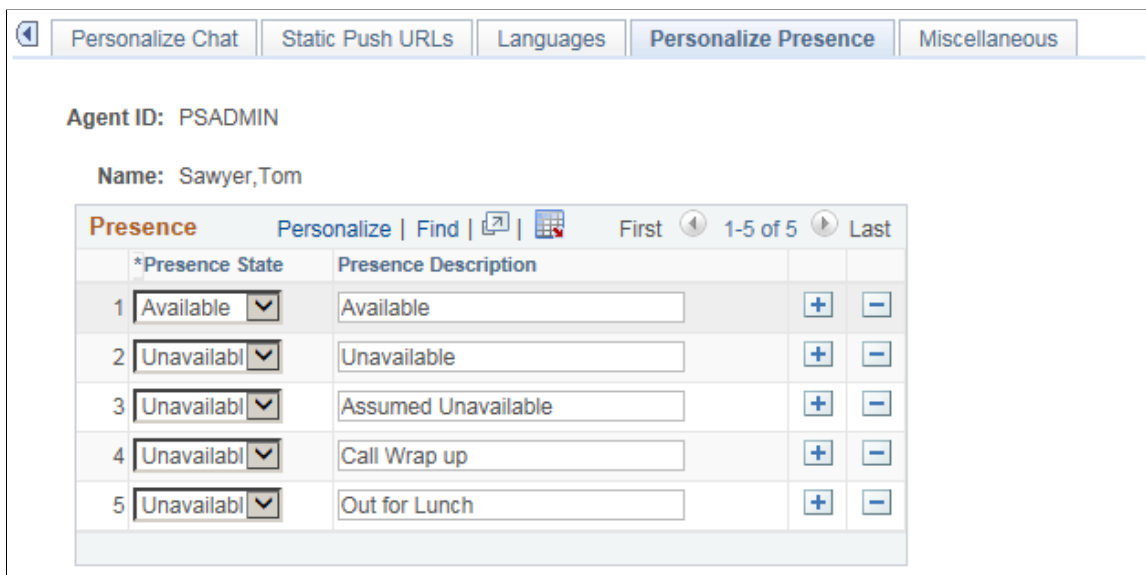 Personalize Chat Static Push URLs Languages Personalize Presence Miscellaneous
Agent ID: PSADMIN
Name: Sawyer,Tom
Presence Personalize | Find | | First 1-5 of 5 Last
*Presence State Presence Description
1 Available Available
2 Unavailabl Unavailable
3 Unavailabl Assumed Unavailable
4 Unavailabl Call Wrap up
5 Unavailabl Out for Lunch